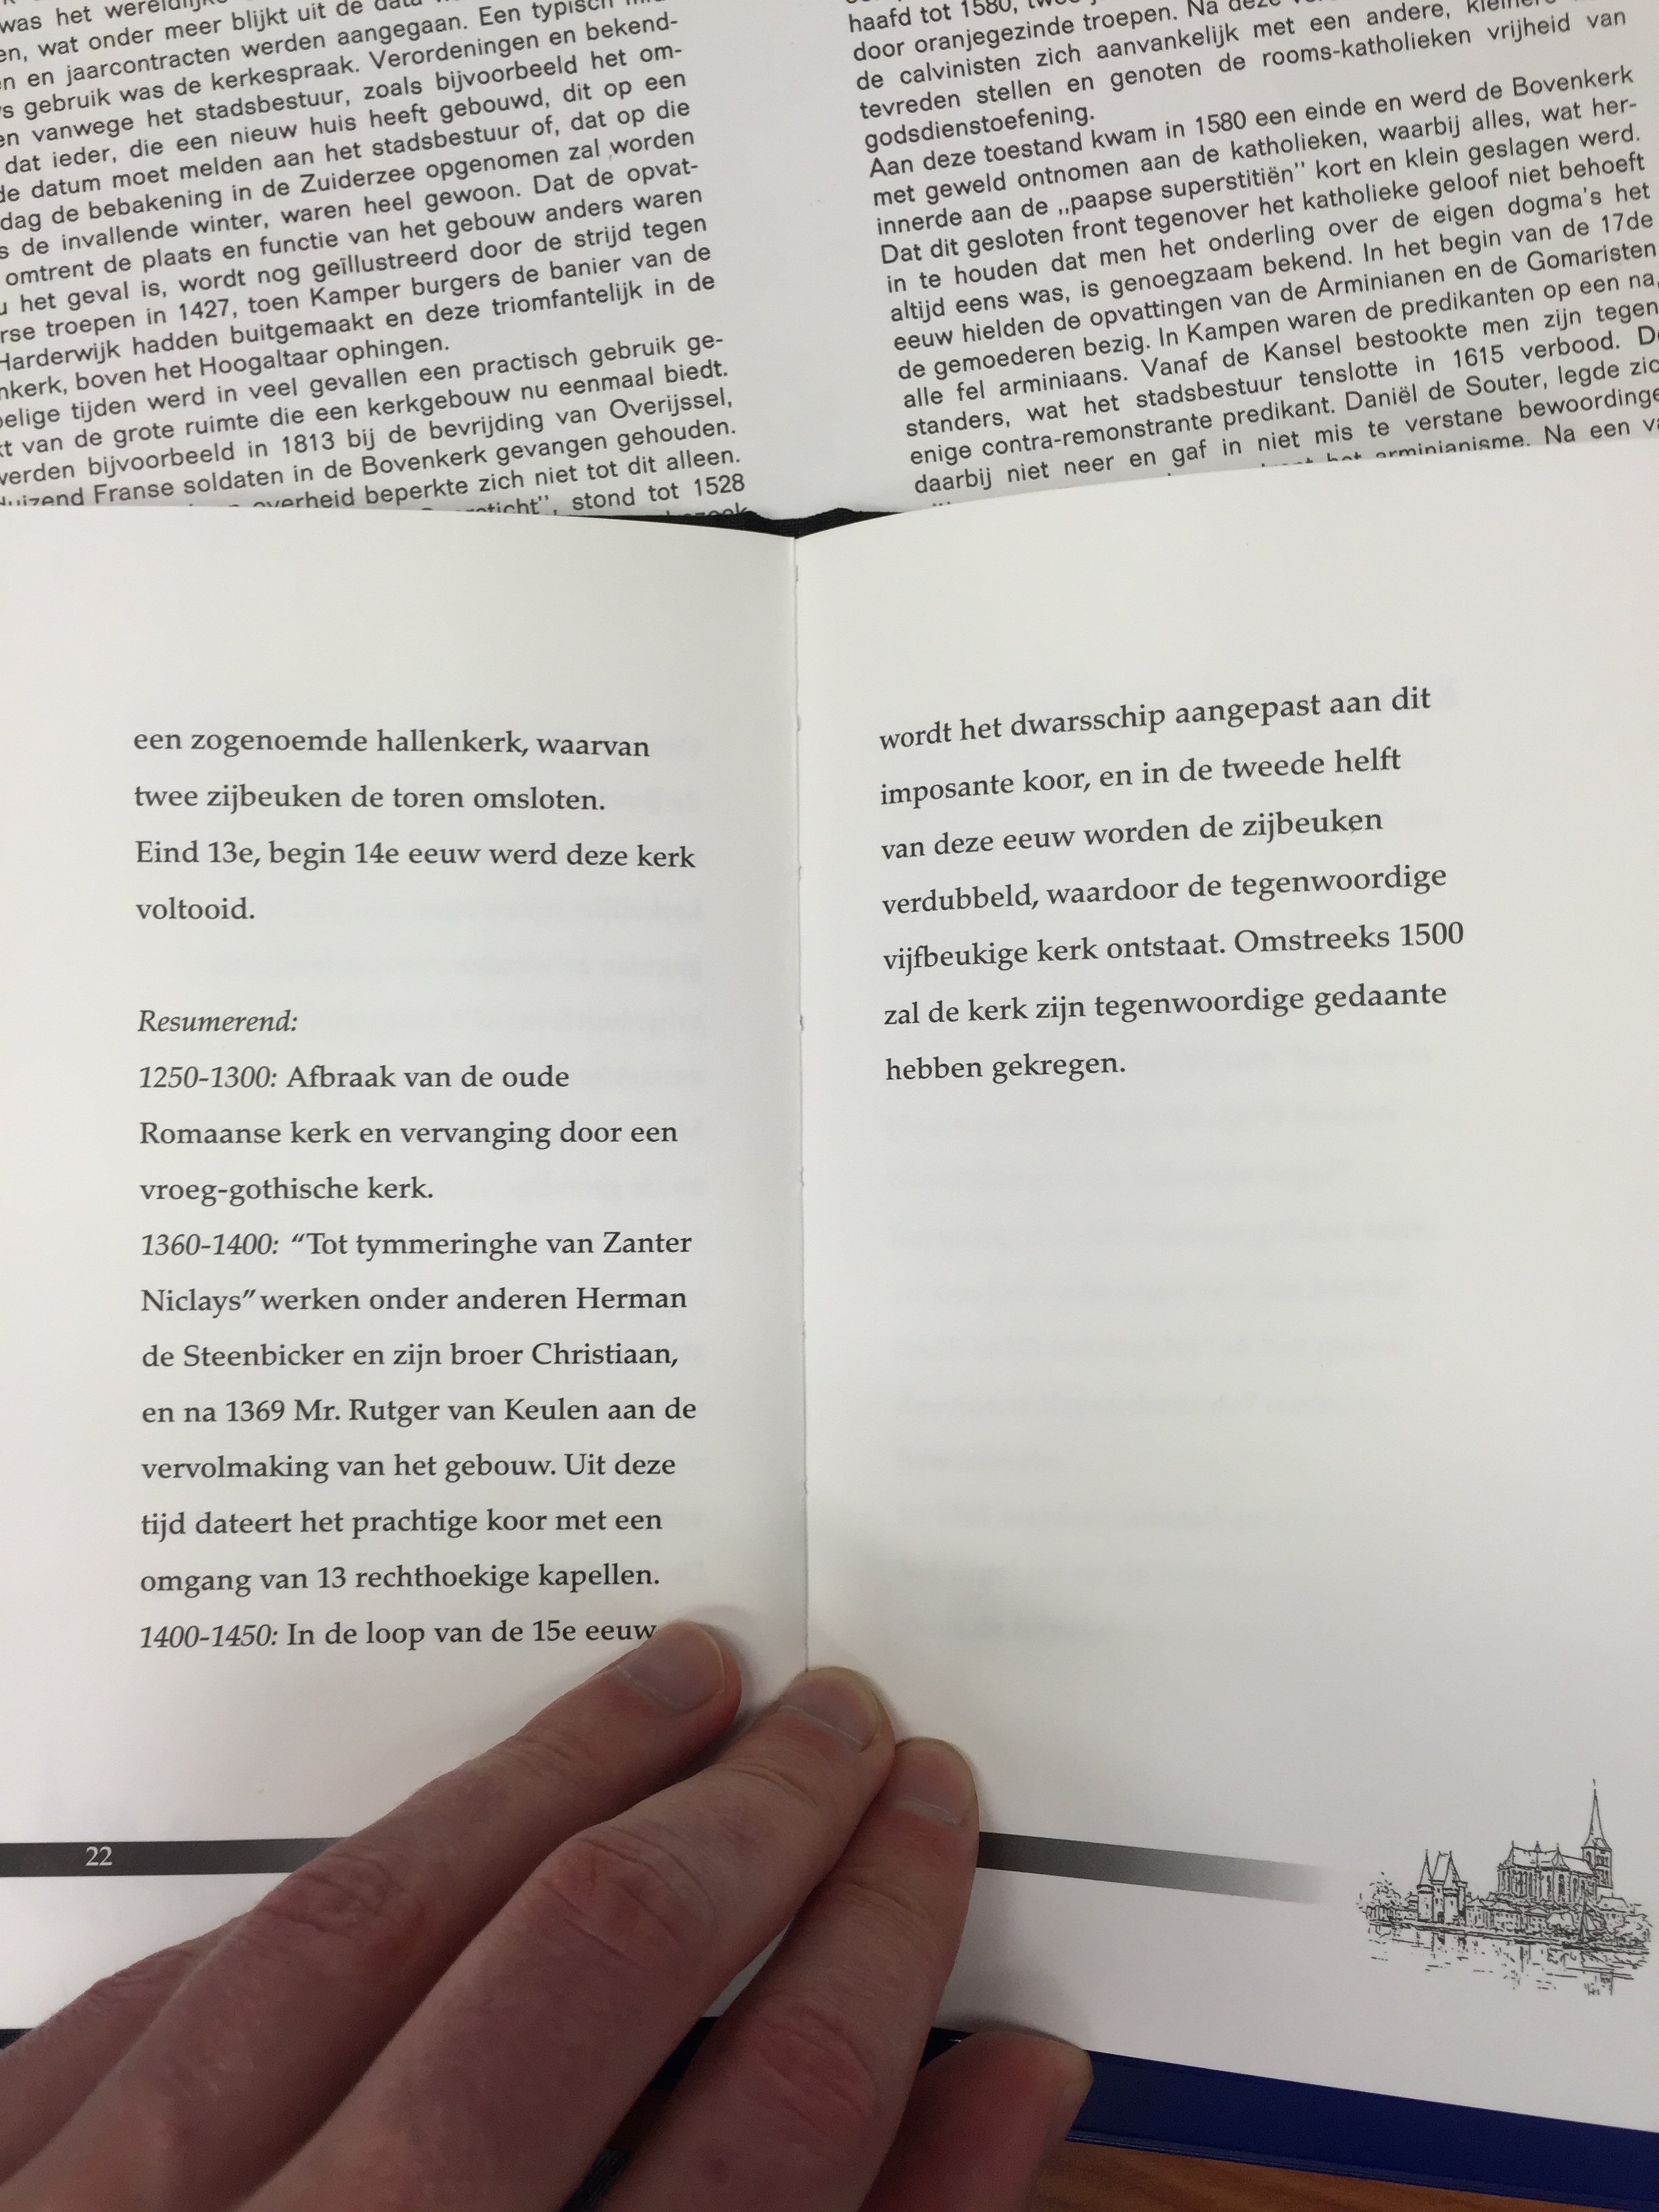 was het
en, wat onder meer blijkt uit de data
en jaarcontracten werden aangegaan. Een typisch
gebruik was de kerkespraak. Verordeningen en bekend-
vanwege het stadsbestuur, zoals bijvoorbeeld het om-
dat ieder, die een nieuw huis heeft gebouwd, dit op een
datum moet melden aan het stadsbestuur of, dat op die
dag de bebakening in de Zuiderzee opgenomen zal worden
de invallende winter, waren heel gewoon. Dat de opvat-
omtrent de plaats en functie van het gebouw anders waren
het geval is, wordt nog geïllustreerd door de strijd tegen
rse troepen in 1427, toen Kamper burgers de banier van de
Harderwijk hadden buitgemaakt en deze triomfantelijk in de
nkerk, boven het Hoogaltaar ophingen.
elige tijden werd in veel gevallen een practisch gebruik ge-
kt van de grote ruimte die een kerkgebouw nu eenmaal biedt.
werden bijvoorbeeld in 1813 bij de bevrijding van Overijssel,
duizend Franse soldaten in de Bovenkerk gevangen gehouden.
overheid beperkte zich niet tot dit alleen.
sticht", stond tot 1528
haafd tot 1580,
door oranjegezinde troepen. Na deze
de calvinisten zich aanvankelijk met een andere,
tevreden stellen en genoten de rooms-katholieken vrijheid van
godsdienstoefening.
Aan deze toestand kwam in 1580 een einde en werd de Bovenkerk
met geweld ontnomen aan de katholieken, waarbij alles, wat her-
innerde aan de ,,paapse superstitiën" kort en klein geslagen werd.
Dat dit gesloten front tegenover het katholieke geloof niet behoeft
in te houden dat men het onderling over de eigen dogma's het
altijd eens was, is genoegzaam bekend. In het begin van de 17de
eeuw hielden de opvattingen van de Arminianen en de Gomaristen
de gemoederen bezig. In Kampen waren de predikanten op een na,
alle fel arminiaans. Vanaf de Kansel bestookte men zijn tegen
standers, wat het stadsbestuur tenslotte in 1615 verbood. De
enige contra-remonstrante predikant. Daniël de Souter, legde zic
daarbij niet neer en gaf in niet mis te verstane bewoordinge
het arminianisme. Na een
een zogenoemde hallenkerk, waarvan
twee zijbeuken de toren omsloten.
Eind 13e, begin 14e eeuw werd deze kerk
voltooid.
Resumerend:
1250-1300: Afbraak van de oude
Romaanse kerk en vervanging door een
vroeg-gothische kerk.
1360-1400: "Tot tymmeringhe van Zanter
Niclays" werken onder anderen Herman
de Steenbicker en zijn broer Christiaan,
en na 1369 Mr. Rutger van Keulen aan de
vervolmaking van het gebouw. Uit deze
tijd dateert het prachtige koor met een
omgang van 13 rechthoekige kapellen.
1400-1450: In de loop van de 15e eeuw
22
wordt het dwarsschip aangepast aan dit
imposante koor, en in de tweede helft
van deze eeuw worden de zijbeuken
verdubbeld, waardoor de tegenwoordige
vijfbeukige kerk ontstaat. Omstreeks 1500
zal de kerk zijn tegenwoordige gedaante
hebben gekregen.